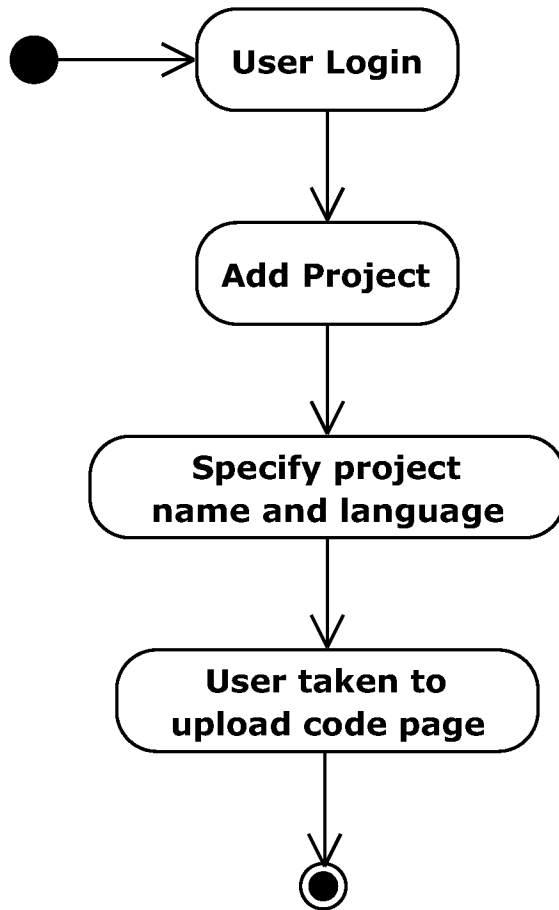 User Login
Add Project
Specify project
name and language
User taken to
upload code page